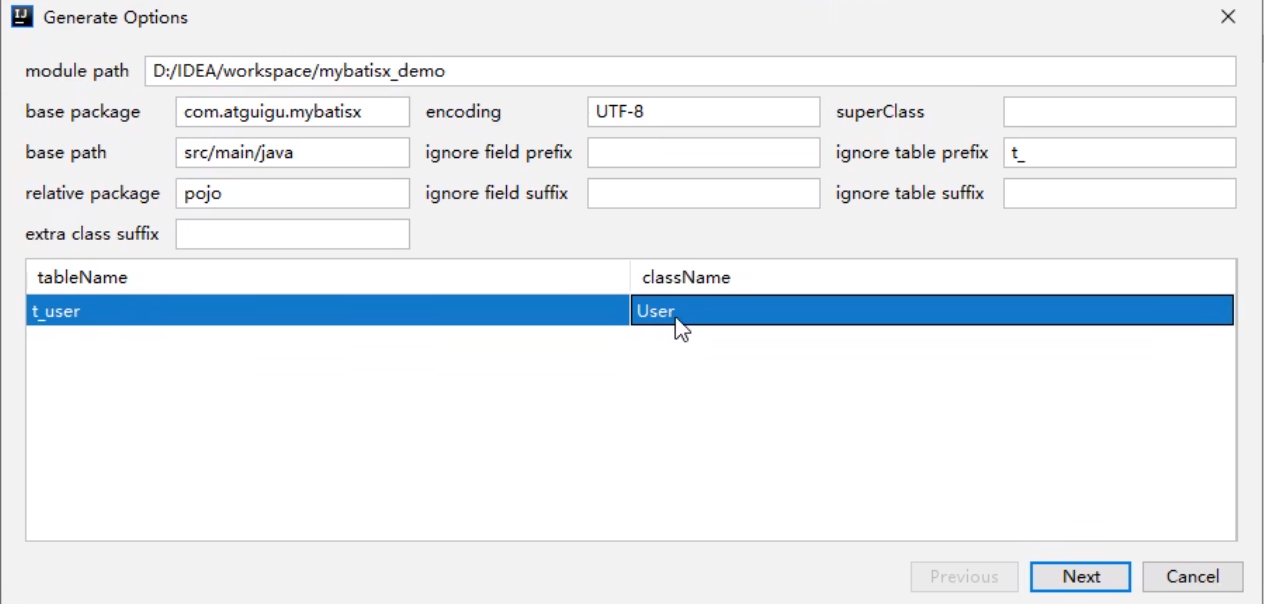 Generate Options
module path D:/IDEA/workspace/mybatisx_demo
base package com.atguigu.mybatisx encoding UTF-8 superClass
base path src/main/java ignore field prefix ignore table prefix t_
relative package pojo ignore field suffix ignore table suffix
extra class suffix
tableName className
t_user User
Previous Next Cancel